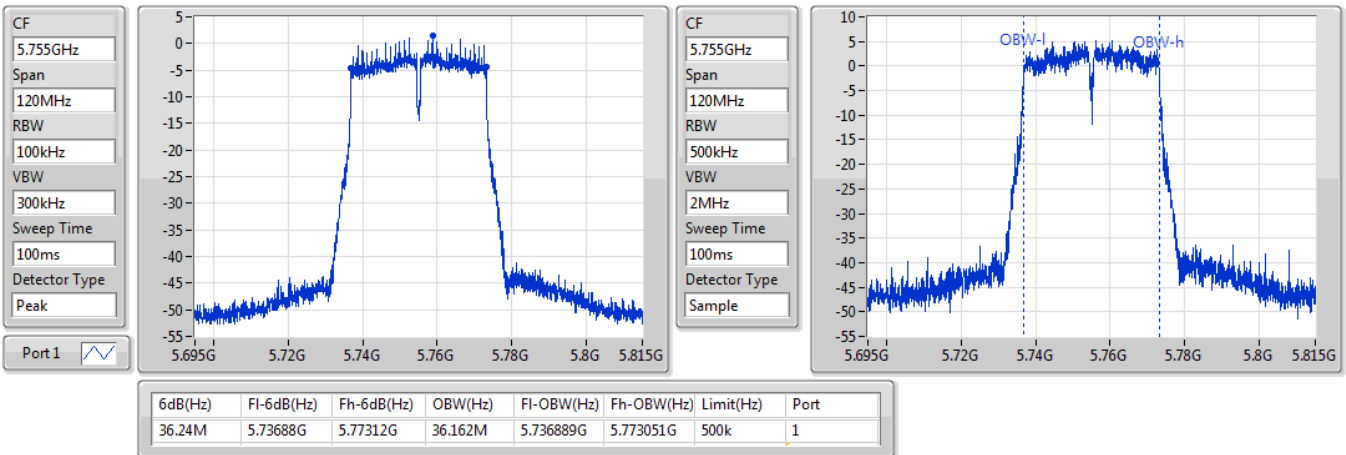 CF
5.755GHz
Span
120MHz
RBW
100kHz
VBW
300kHz
Sweep Time
100ms
Detector Type
Peak
Port 1
5
0
-5
-10
-15
-20
-25
-30
-35
-40
-45
-50
-55
5.695G 5.72G 5.74G 5.76G 5.78G 5.8G 5.815G
CF
5.755GHz
Span
120MHz
RBW
500kHz
VBW
2MHz
Sweep Time
100ms
Detector Type
Sample
10
5
0
-5
-10
-15
-20
-25
-30
-35
-40
-45
-50
-55
OBW-l OBW-h
5.695G 5.72G 5.74G 5.76G 5.78G 5.8G 5.815G
6dB(Hz) Fl-6dB(Hz) Fh-6dB(Hz) OBW(Hz) Fl-OBW(Hz) Fh-OBW(Hz) Limit(Hz) Port
36.24M 5.73688G 5.77312G 36.162M 5.736889G 5.773051G 500k 1